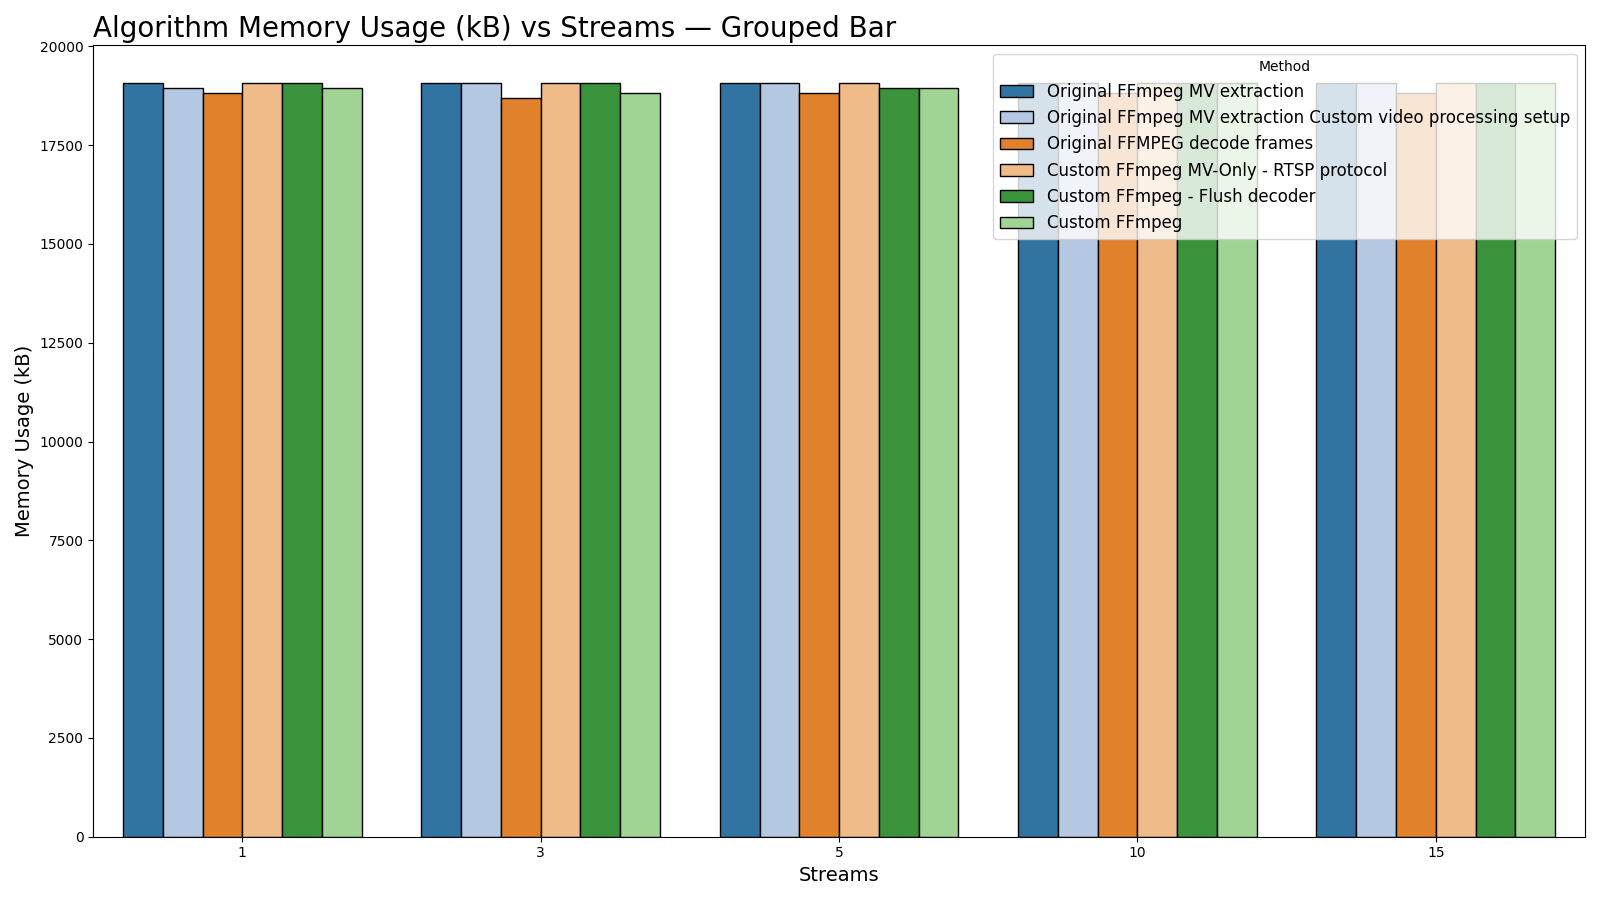 Algorithm Memory Usage (kB) vs Streams — Grouped Bar
20000
17500
15000
12500
10000
7500
5000
2500
0
Memory Usage (kB)
Method
Original FFmpeg MV extraction
Original FFmpeg MV extraction Custom video processing setup
Original FFMPEG decode frames
Custom FFmpeg MV-Only - RTSP protocol
Custom FFmpeg - Flush decoder
Custom FFmpeg
1 3 5 10 15
Streams